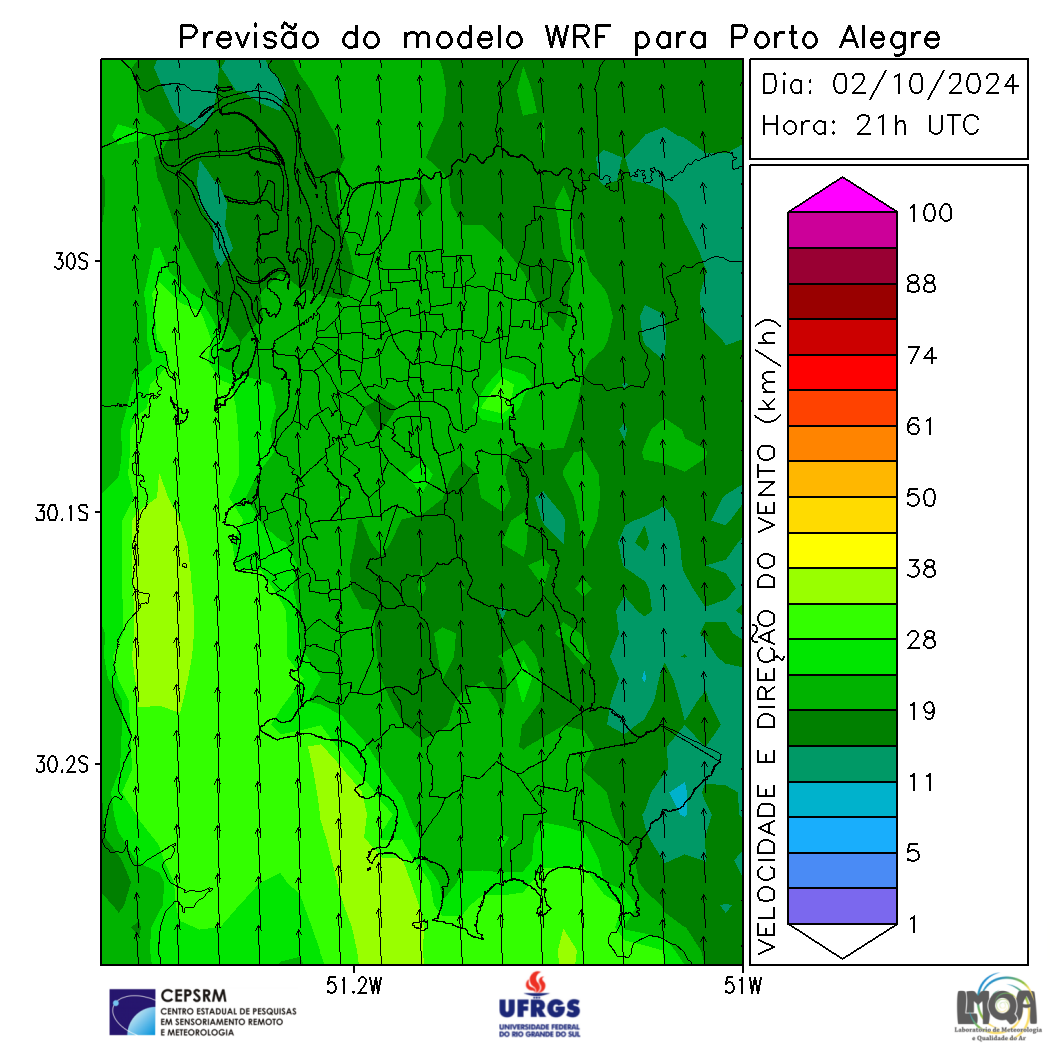 Previsão do modelo WRF para Porto Alegre
Dia: 02/10/2024
Hora: 21h UTC
VELOCIDADE E DIREÇÃO DO VENTO (km/h)
100
88
74
61
50
38
28
19
11
5
1
30S
30.1S
30.2S
51.2W
51W
CEPSRM
CENTRO ESTADUAL DE PESQUISAS
EM SENSORIAMENTO REMOTO
E METEOROLOGIA
UFRGS
UNIVERSIDADE FEDERAL
DO RIO GRANDE DO SUL
LMQA
Laboratório de Meteorologia
e Qualidade do Ar